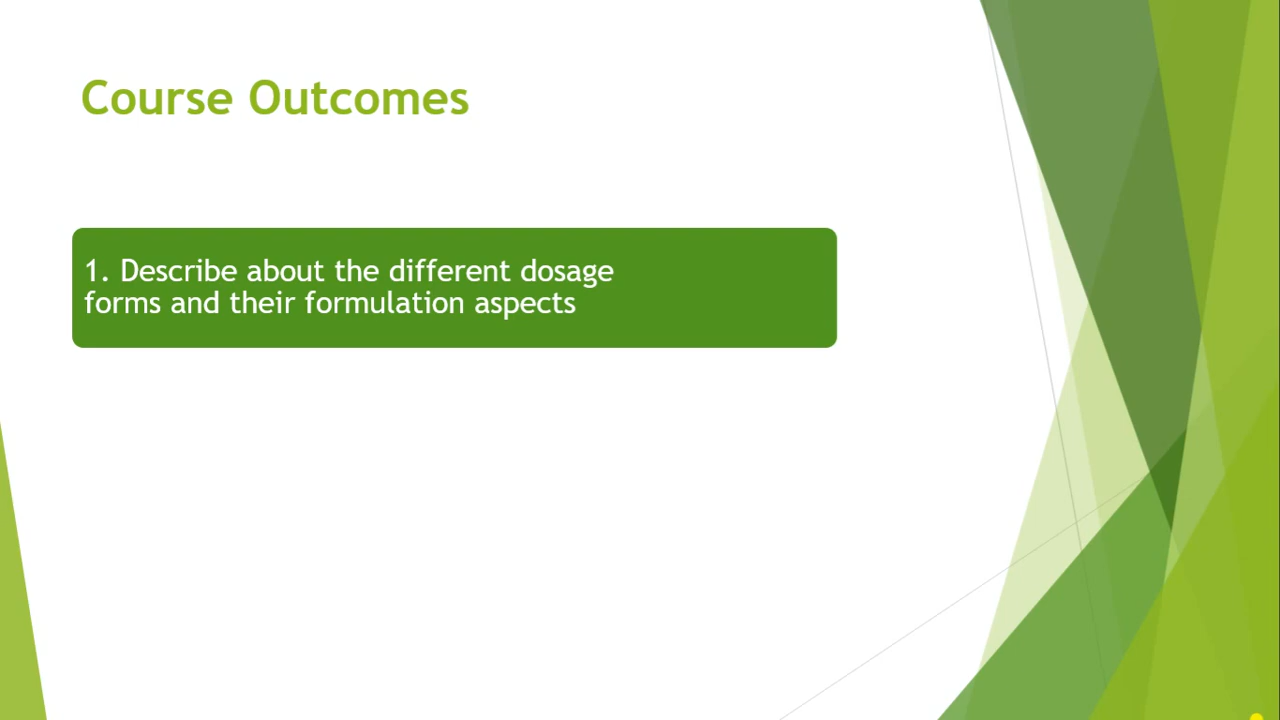 Course Outcomes
1. Describe about the different dosage
forms and their formulation aspects